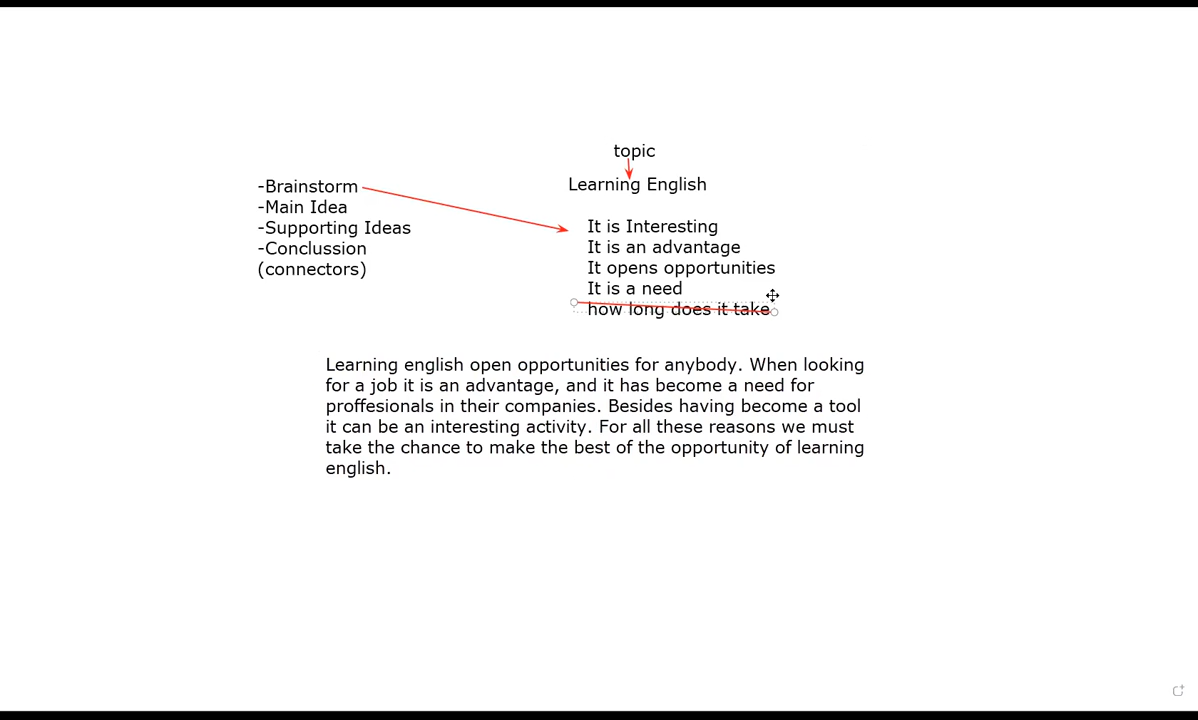 topic
Learning English
-Brainstorm
-Main Idea
-Supporting Ideas
-Conclussion
(connectors)
It is Interesting
It is an advantage
It opens opportunities
It is a need
how long does it take
Learning english open opportunities for anybody. When looking
for a job it is an advantage, and it has become a need for
proffesionals in their companies. Besides having become a tool
it can be an interesting activity. For all these reasons we must
take the chance to make the best of the opportunity of learning
english.